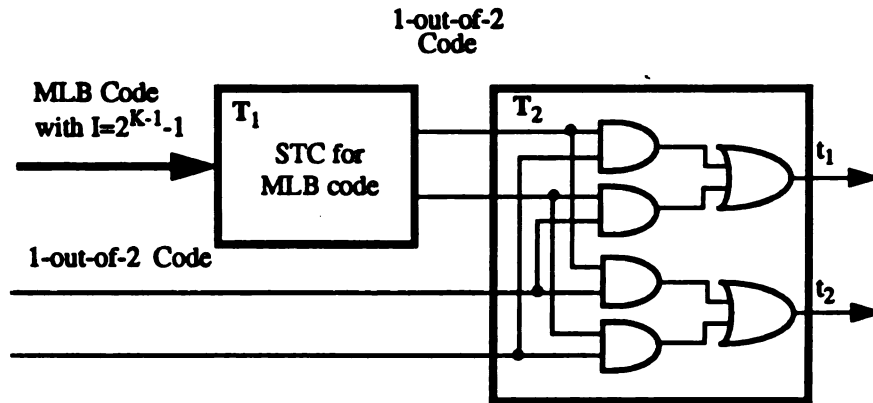 1-out-of-2
Code
MLB Code
with I=2^{K-1}-1
T₁
STC for
MLB code
T₂
t₁
1-out-of-2 Code
t₂